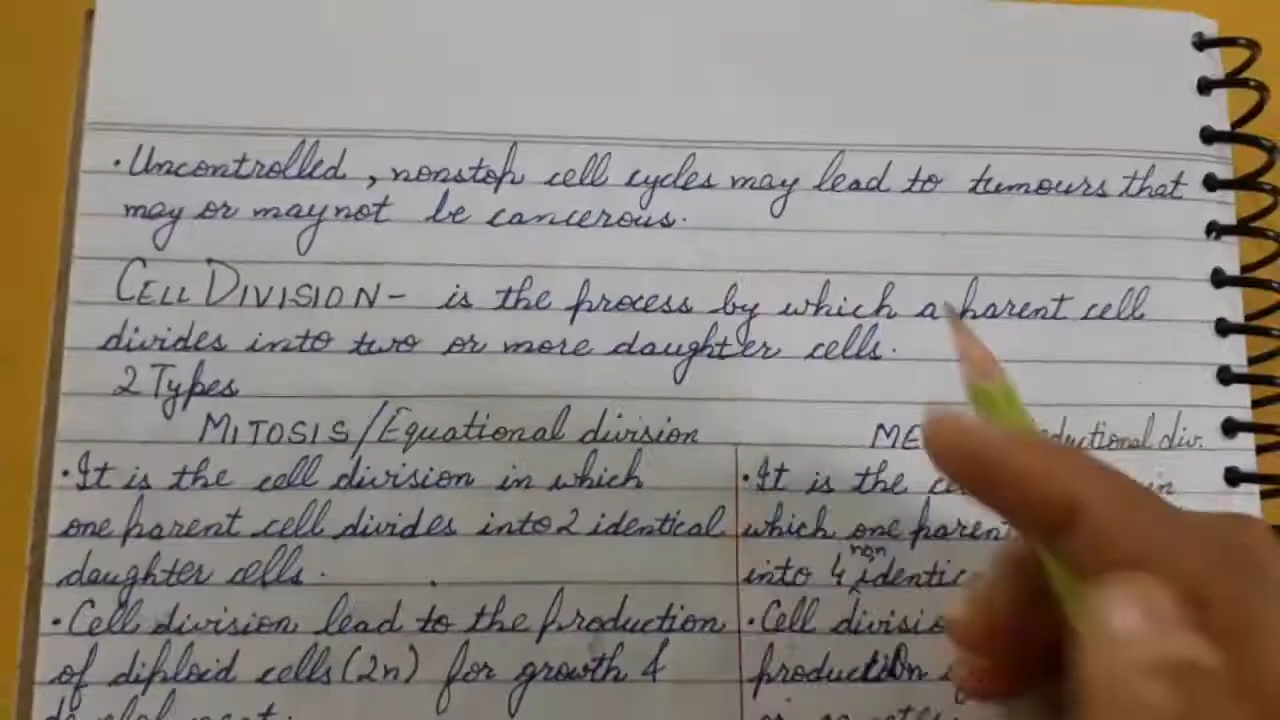 · Uncontrolled, nonstop cell cycles may lead to tumours that
may or may not be cancerous.
CELL DIVISION - is the process by which a parent cell
divides into two or more daughter cells.
2 Types
MITOSIS / Equational division
· It is the cell division in which
one parent cell divides into 2 identical
daughter cells.
· Cell division lead to the production
of diploid cells (2n) for growth &
ME ductional div.
· It is the in
which one parent
into 4 non identic
· Cell divisio
production